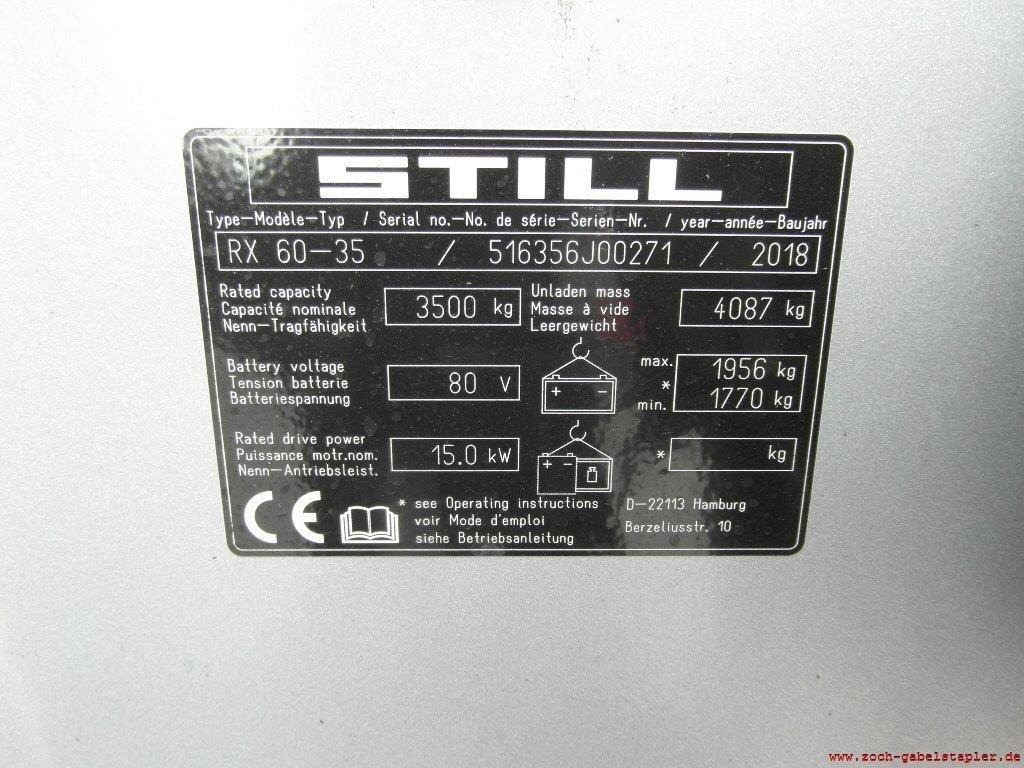 STILL
Type-Modèle-Typ / Serial no.-No. de série-Serien-Nr. / year-année-Baujahr
RX 60-35 / 516356J00271 / 2018
Rated capacity
Capacité nominale
Nenn-Tragfähigkeit
3500 kg
Unladen mass
Masse à vide
Leergewicht
4087 kg
Battery voltage
Tension batterie
Batteriespannung
80 V
+ -
max.
*
min.
1956 kg
1770 kg
Rated drive power
Puissance motr.nom.
Nenn-Antriebsleist.
15.0 kW
+ -
* kg
CE
* see Operating instructions
voir Mode d'emploi
siehe Betriebsanleitung
D-22113 Hamburg
Berzeliusstr. 10
www.zoch-gabelstapler.de